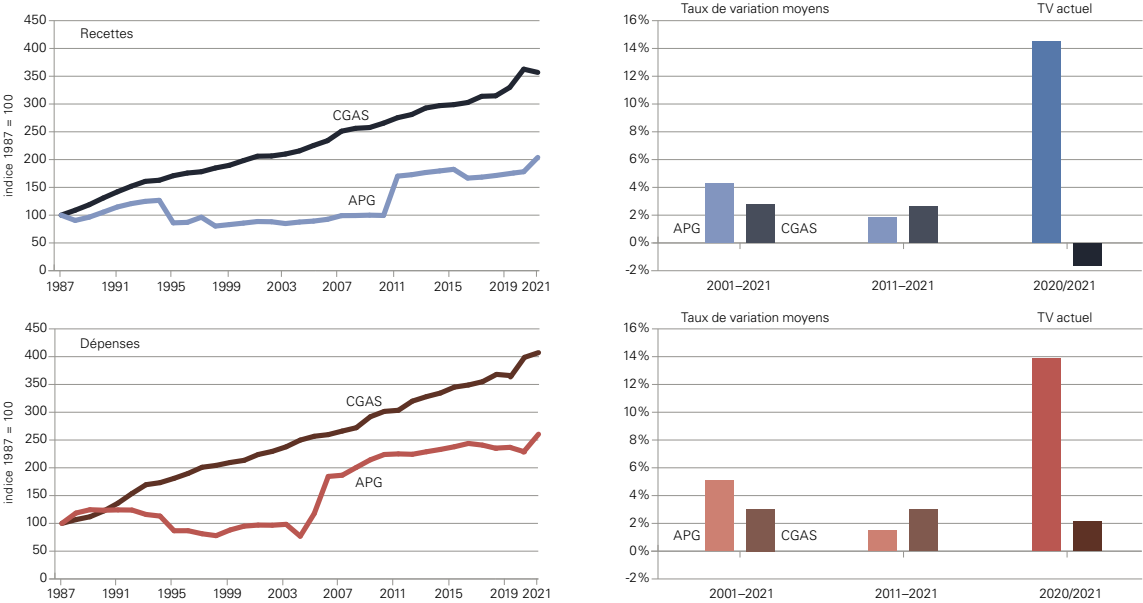 Recettes
indice 1987 = 100
450
400
350
300
250
200
150
100
50
0
CGAS
APG
1987 1991 1995 1999 2003 2007 2011 2015 2019 2021
Taux de variation moyens TV actuel
16%
14%
12%
10%
8%
6%
4%
2%
0%
-2%
APG CGAS
2001–2021 2011–2021 2020/2021
Dépenses
indice 1987 = 100
450
400
350
300
250
200
150
100
50
0
CGAS
APG
1987 1991 1995 1999 2003 2007 2011 2015 2019 2021
Taux de variation moyens TV actuel
16%
14%
12%
10%
8%
6%
4%
2%
0%
-2%
APG CGAS
2001–2021 2011–2021 2020/2021